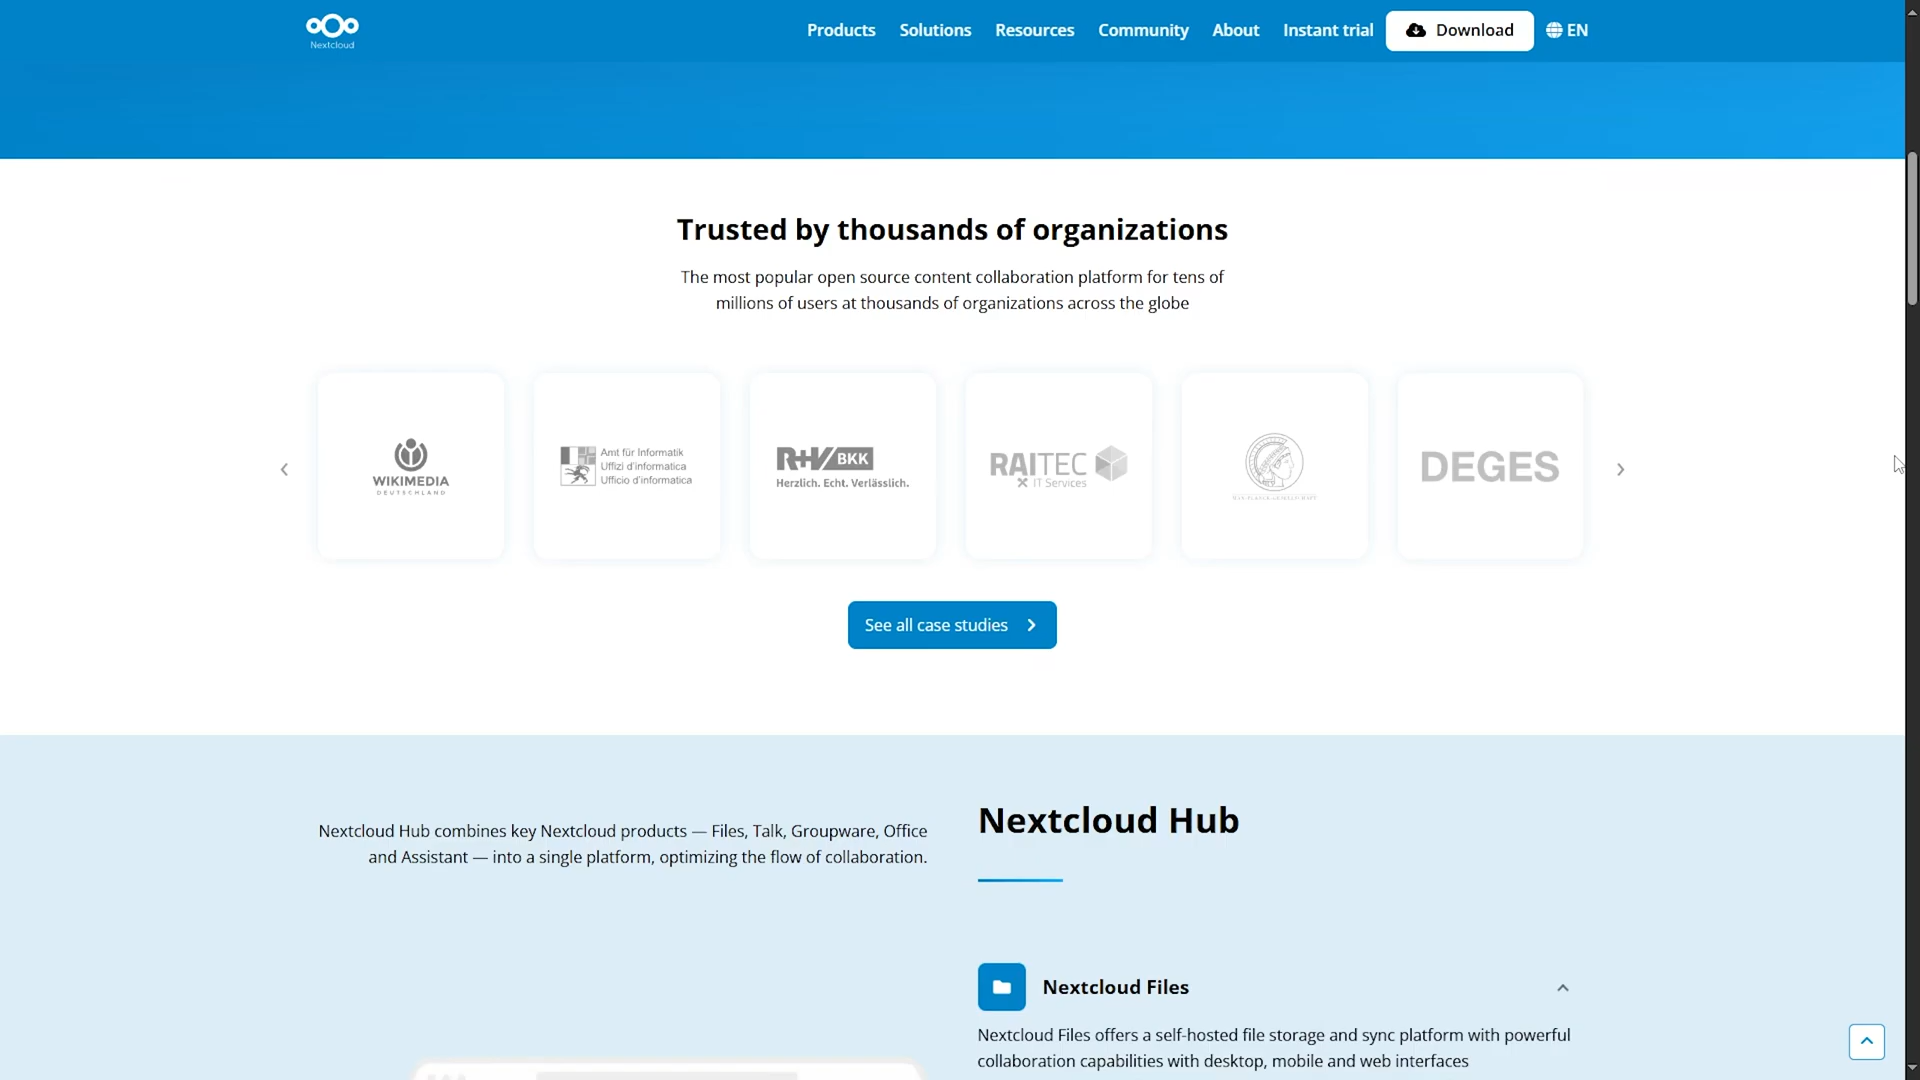 Nextcloud
Products
Solutions
Resources
Community
About
Instant trial
Download
EN
Trusted by thousands of organizations
The most popular open source content collaboration platform for tens of
millions of users at thousands of organizations across the globe
WIKIMEDIA
DEUTSCHLAND
Amt für Informatik
Uffizi d'informatica
Ufficio d'informatica
R+V BKK
Herzlich. Echt. Verlässlich.
RAITEC
IT Services
DEGES
See all case studies
Nextcloud Hub combines key Nextcloud products — Files, Talk, Groupware, Office
and Assistant — into a single platform, optimizing the flow of collaboration.
Nextcloud Hub
Nextcloud Files
Nextcloud Files offers a self-hosted file storage and sync platform with powerful
collaboration capabilities with desktop, mobile and web interfaces